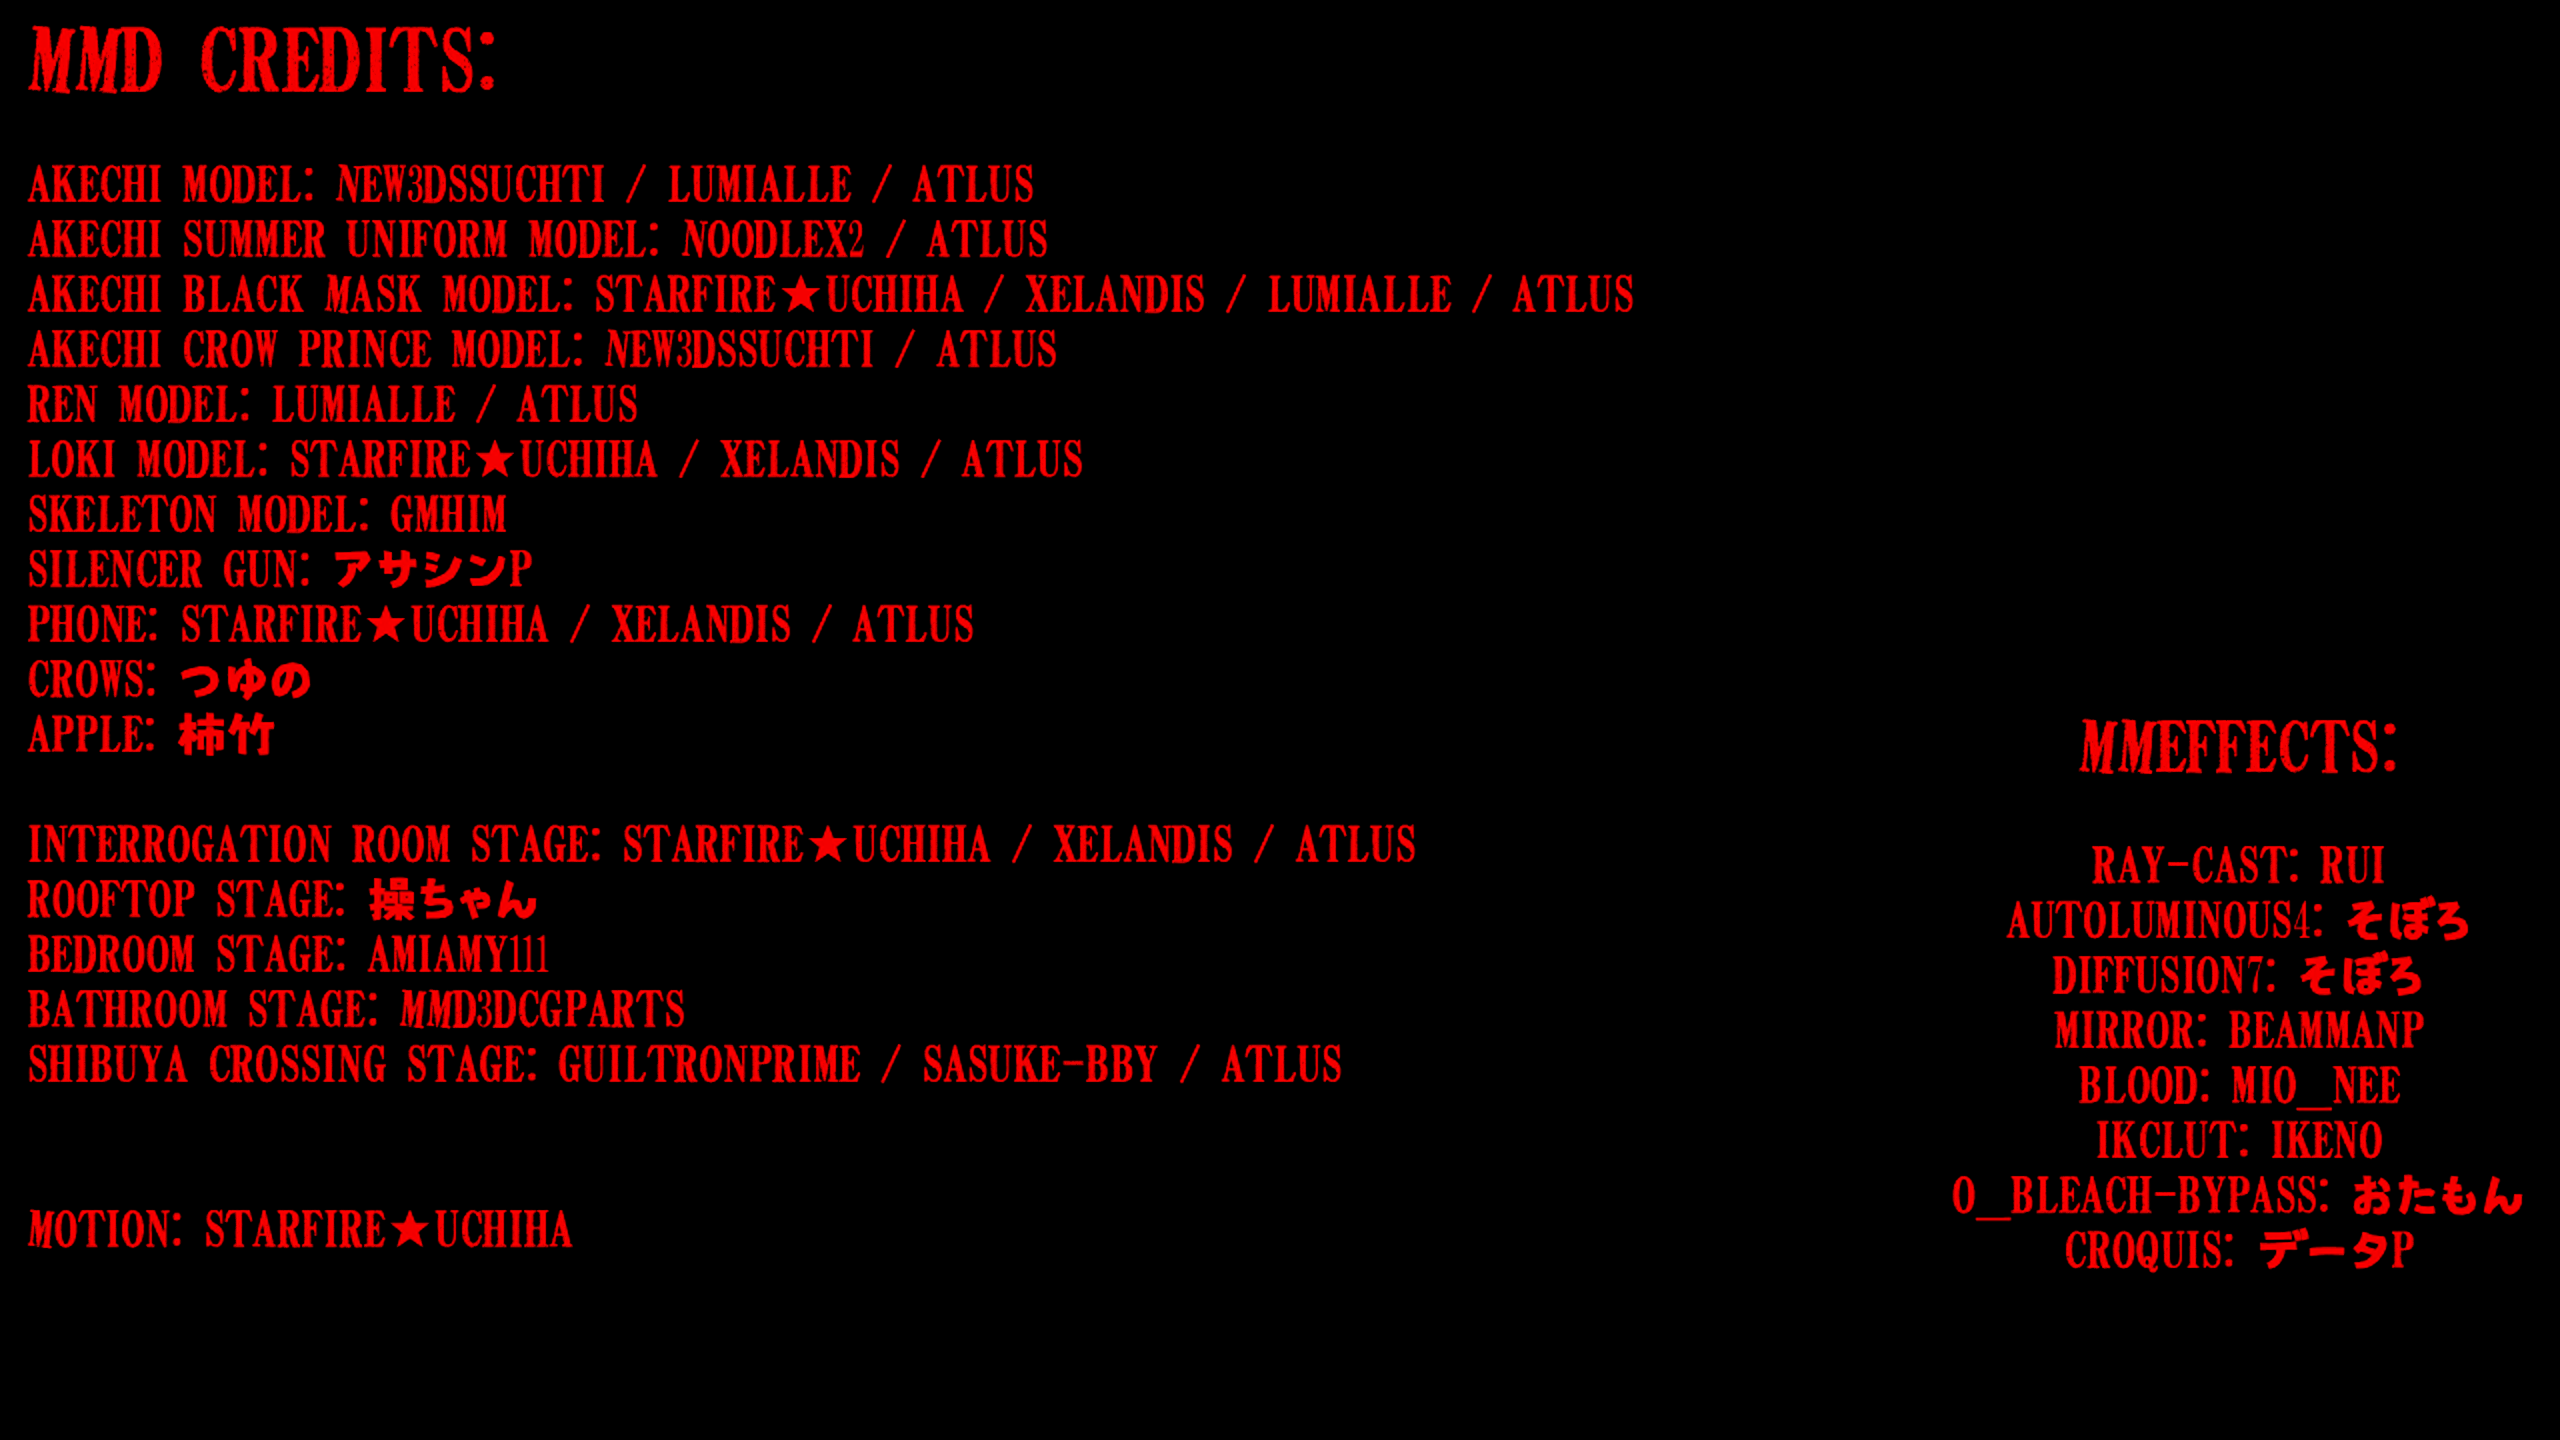 MMD CREDITS:
AKECHI MODEL: NEW3DSSUCHTI / LUMIALLE / ATLUS
AKECHI SUMMER UNIFORM MODEL: NOODLEX2 / ATLUS
AKECHI BLACK MASK MODEL: STARFIRE★UCHIHA / XELANDIS / LUMIALLE / ATLUS
AKECHI CROW PRINCE MODEL: NEW3DSSUCHTI / ATLUS
REN MODEL: LUMIALLE / ATLUS
LOKI MODEL: STARFIRE★UCHIHA / XELANDIS / ATLUS
SKELETON MODEL: GMHIM
SILENCER GUN: アサシンP
PHONE: STARFIRE★UCHIHA / XELANDIS / ATLUS
CROWS: つゆの
APPLE: 柿竹
INTERROGATION ROOM STAGE: STARFIRE★UCHIHA / XELANDIS / ATLUS
ROOFTOP STAGE: 操ちゃん
BEDROOM STAGE: AMIAMY111
BATHROOM STAGE: MMD3DCGPARTS
SHIBUYA CROSSING STAGE: GUILTRONPRIME / SASUKE-BBY / ATLUS
MOTION: STARFIRE★UCHIHA
MMEFFECTS:
RAY-CAST: RUI
AUTOLUMINOUS4: そぼろ
DIFFUSION7: そぼろ
MIRROR: BEAMMANP
BLOOD: MIO_NEE
IKCLUT: IKENO
O_BLEACH-BYPASS: おたもん
CROQUIS: データP